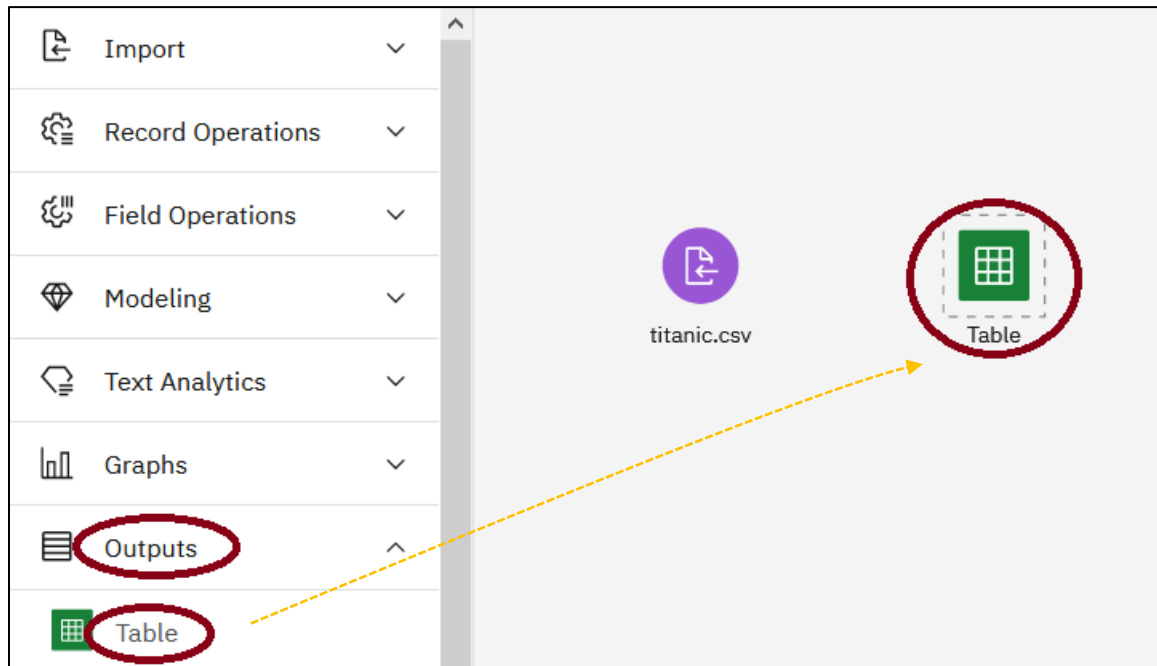 Import
Record Operations
Field Operations
Modeling
Text Analytics
Graphs
Outputs
Table
titanic.csv
Table